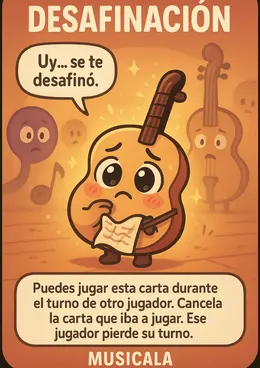 DESAFINACIÓN
Uy... se te
desafinó.
Puedes jugar esta carta durante
el turno de otro jugador. Cancela
la carta que iba a jugar. Ese
jugador pierde su turno.
MUSICALA